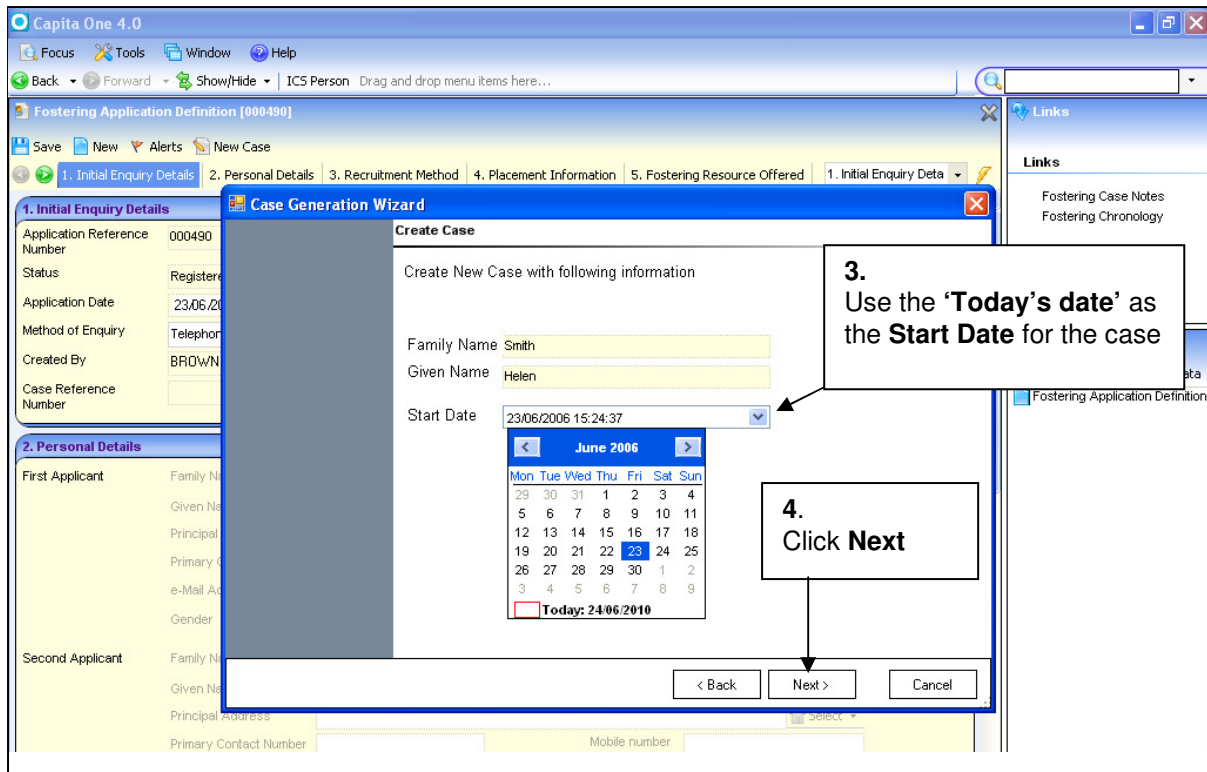 Capita One 4.0
Focus Tools Window Help
Back Forward Show/Hide ICS Person Drag and drop menu items here...
Fostering Application Definition [000490]
Links
Save New Alerts New Case
1. Initial Enquiry Details 2. Personal Details 3. Recruitment Method 4. Placement Information 5. Fostering Resource Offered 1. Initial Enquiry Deta
Links
Fostering Case Notes
Fostering Chronology
1. Initial Enquiry Details
Application Reference Number 000490
Status Registere
Application Date 23/06/20
Method of Enquiry Telephon
Created By BROWN
Case Reference Number
ata
Fostering Application Definition
2. Personal Details
First Applicant Family Na
Given Na
Principal
Primary C
e-Mail Ad
Gender
Second Applicant Family Na
Given Na
Principal Address Select
Primary Contact Number Mobile number
Case Generation Wizard
Create Case
Create New Case with following information
Family Name Smith
Given Name Helen
Start Date 23/06/2006 15:24:37
< June 2006 >
Mon Tue Wed Thu Fri Sat Sun
29 30 31 1 2 3 4
5 6 7 8 9 10 11
12 13 14 15 16 17 18
19 20 21 22 23 24 25
26 27 28 29 30 1 2
3 4 5 6 7 8 9
Today: 24/06/2010
< Back Next > Cancel
3.
Use the ‘Today’s date’ as
the Start Date for the case
4.
Click Next